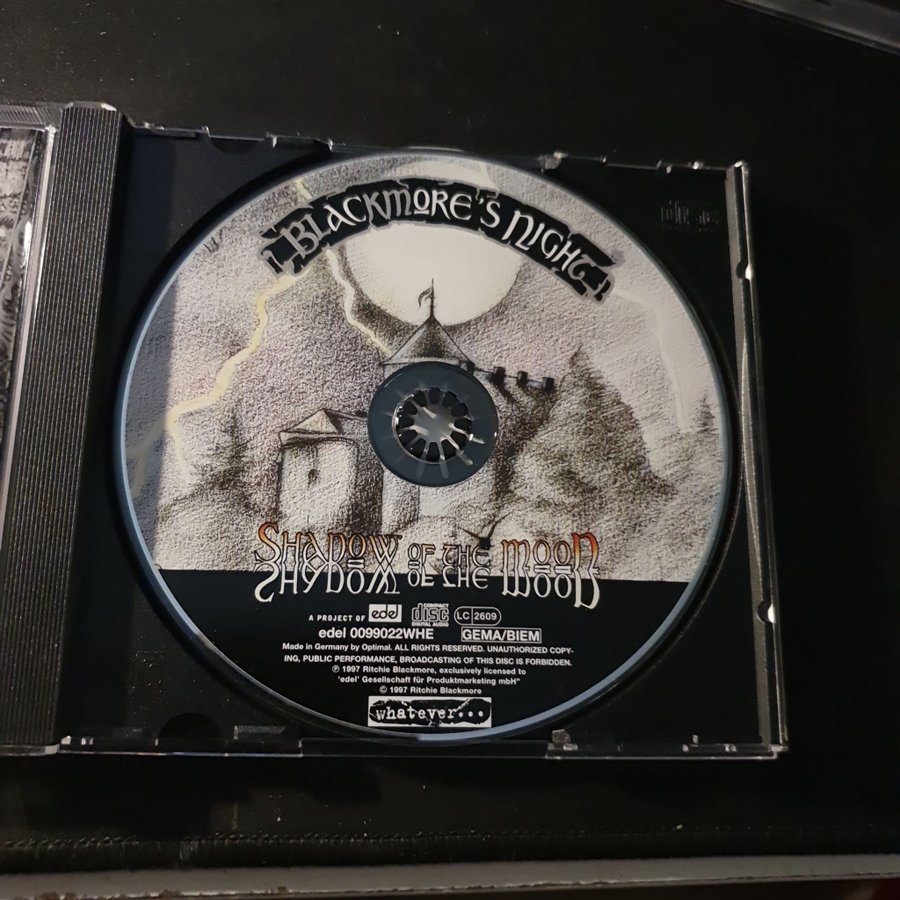 BLACKMORE'S NIGHT
SHADOW OF THE MOON
SHADOW OF THE MOON
A PROJECT OF edel COMPACT disc DIGITAL AUDIO LC 2609
edel 0099022WHE GEMA/BIEM
Made in Germany by Optimal. ALL RIGHTS RESERVED. UNAUTHORIZED COPY-
ING, PUBLIC PERFORMANCE, BROADCASTING OF THIS DISC IS FORBIDDEN.
℗ 1997 Ritchie Blackmore, exclusively licensed to
'edel' Gesellschaft für Produktmarketing mbH"
© 1997 Ritchie Blackmore
whatever...